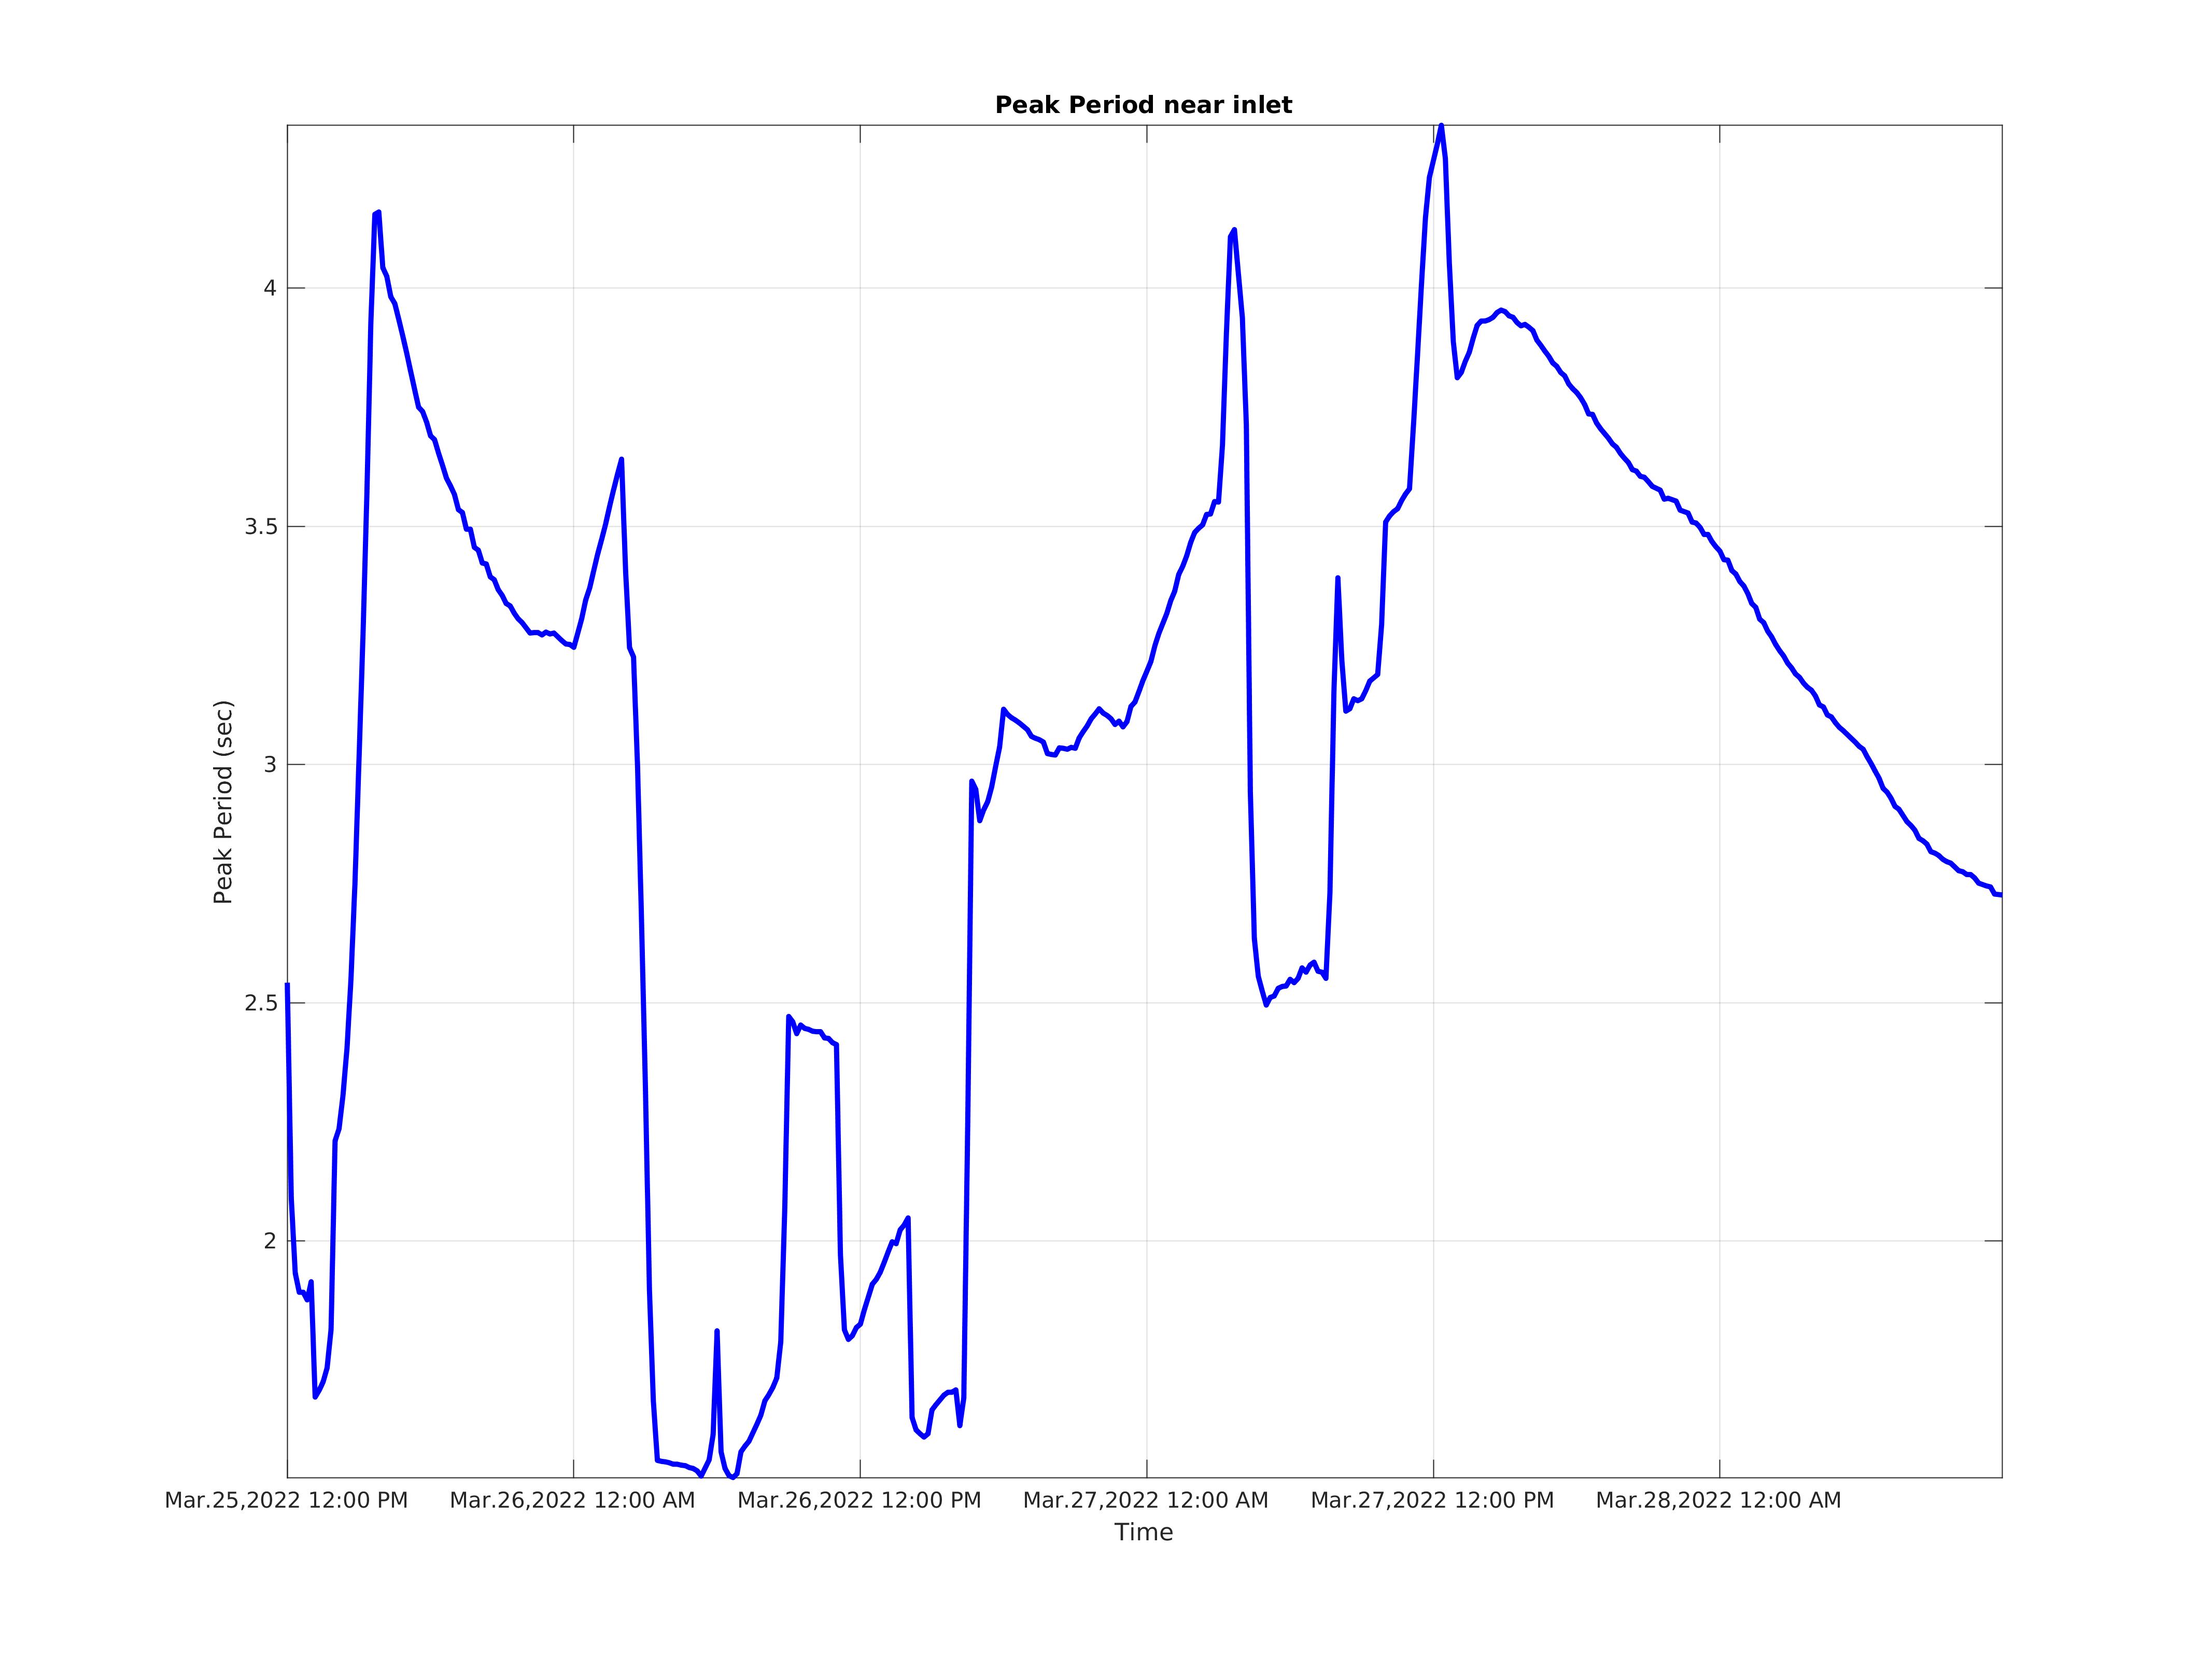 Peak Period near inlet
4
3.5
3
2.5
2
Peak Period (sec)
Mar.25,2022 12:00 PM Mar.26,2022 12:00 AM Mar.26,2022 12:00 PM Mar.27,2022 12:00 AM Mar.27,2022 12:00 PM Mar.28,2022 12:00 AM
Time